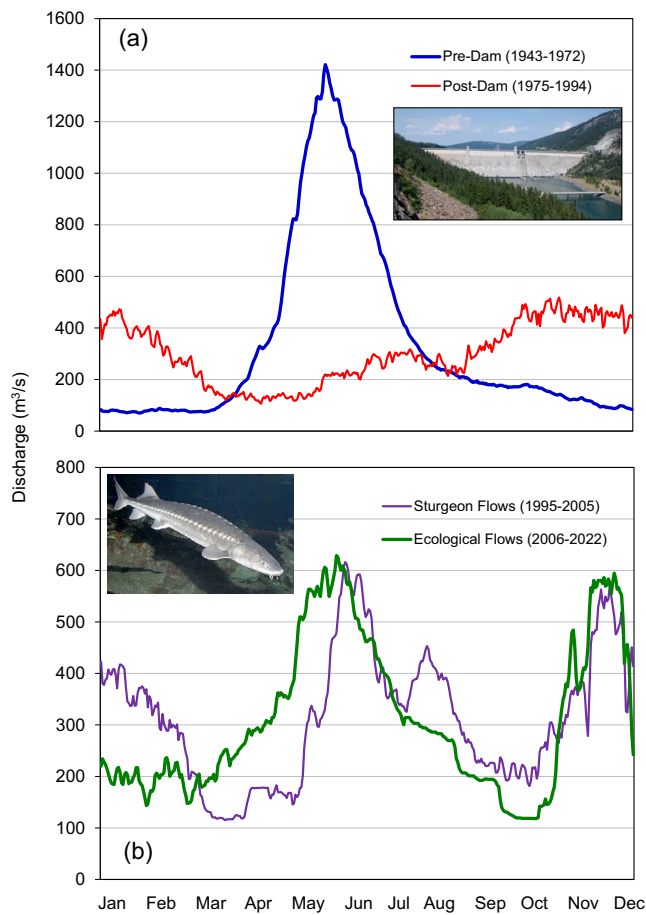 1600
(a)
Pre-Dam (1943-1972)
Post-Dam (1975-1994)
1400
1200
1000
800
600
400
200
0
Discharge (m³/s)
800
Sturgeon Flows (1995-2005)
Ecological Flows (2006-2022)
700
600
500
400
300
200
100
0
(b)
Jan Feb Mar Apr May Jun Jul Aug Sep Oct Nov Dec